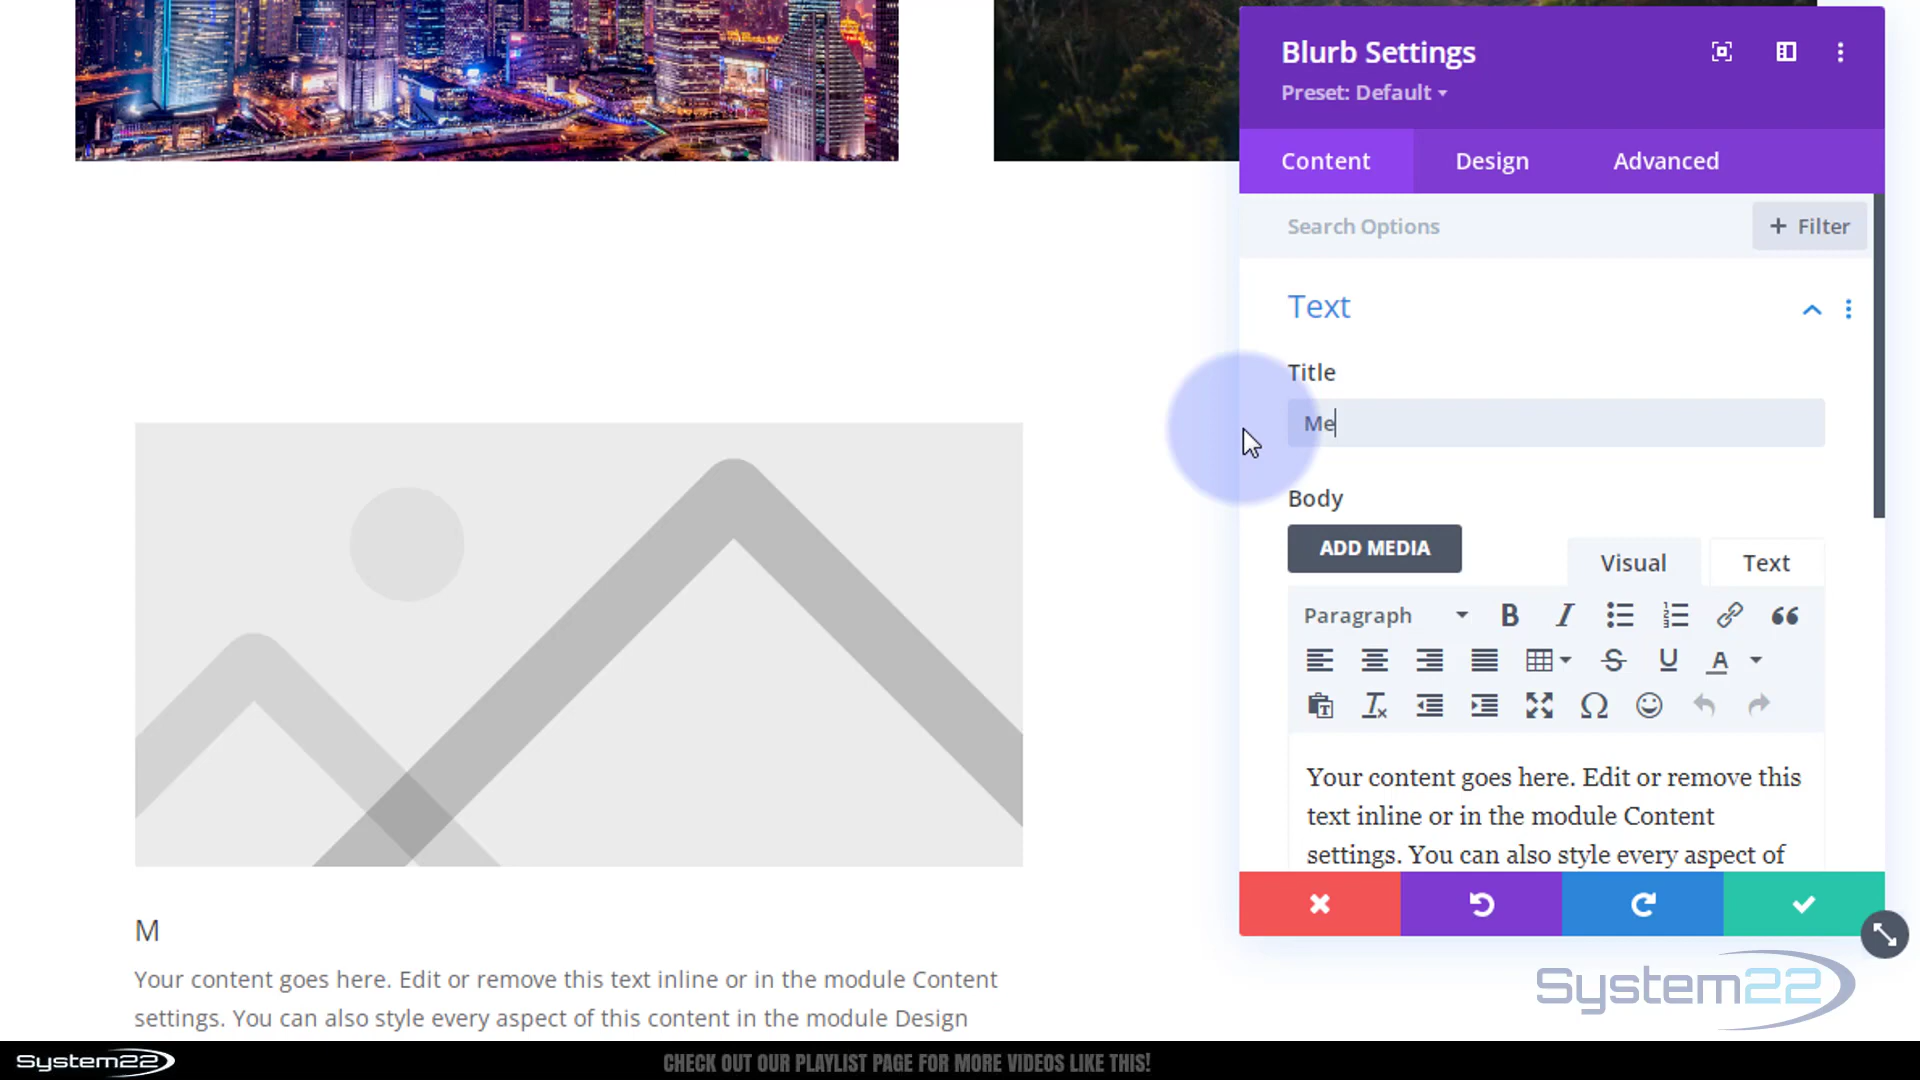 Blurb Settings
Preset: Default
Content Design Advanced
Search Options
+ Filter
Text
Title
Me
Body
ADD MEDIA
Visual Text
Paragraph
Your content goes here. Edit or remove this
text inline or in the module Content
settings. You can also style every aspect of
M
Your content goes here. Edit or remove this text inline or in the module Content
settings. You can also style every aspect of this content in the module Design
System22
System22
CHECK OUT OUR PLAYLIST PAGE FOR MORE VIDEOS LIKE THIS!